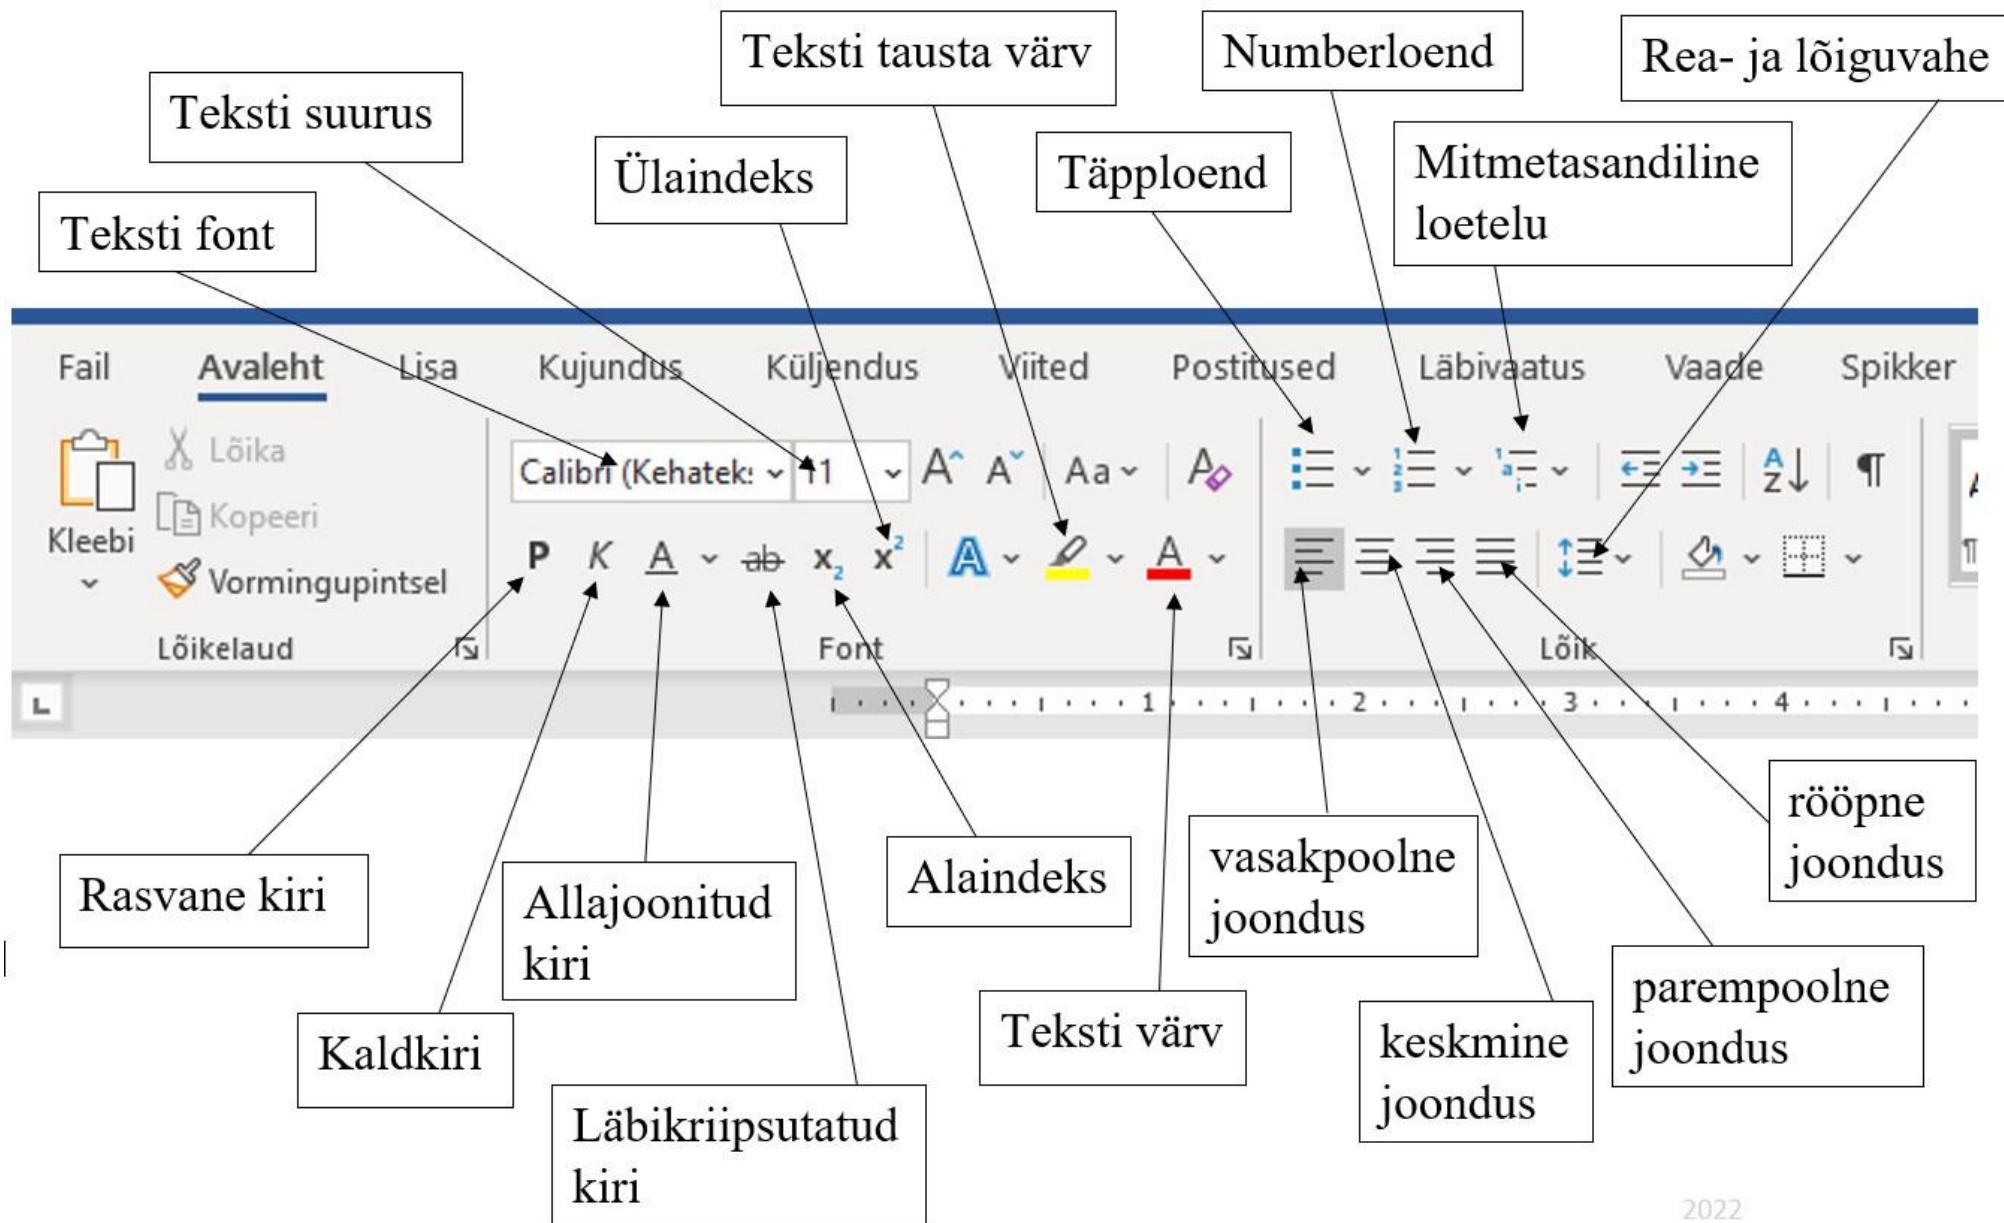 Teksti tausta värv
Numberloend
Rea- ja lõiguvahe
Teksti suurus
Ülaindeks
Täpploend
Mitmetasandiline
loetelu
Teksti font
Fail Avaleht Lisa Kujundus Küljendus Viited Postitused Läbivaatus Vaade Spikker
Lõika
Kopeeri
Kleebi
Vormingupintsel
Calibri (Kehateks 11 A A Aa A
P K A ab x2 x2 A A
Lõikelaud Font Lõik
1 2 3 4
Rasvane kiri
Allajoonitud
kiri
Alaindeks
vasakpoolne
joondus
rööpne
joondus
Kaldkiri
Teksti värv
keskmine
joondus
parempoolne
joondus
Läbikriipsutatud
kiri
2022